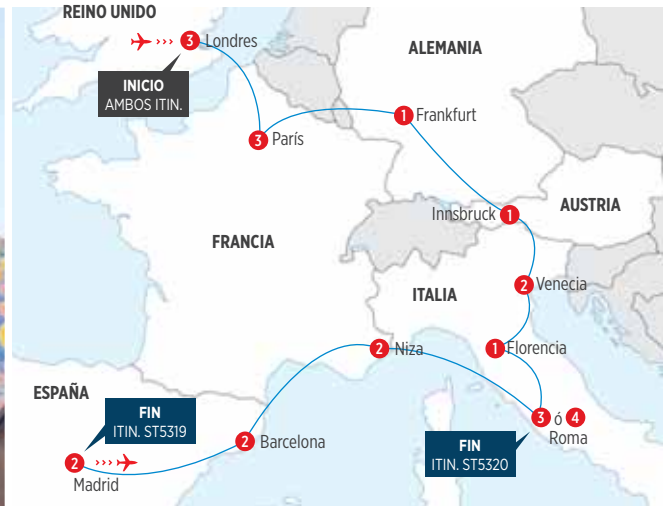 REINO UNIDO
3 Londres
INICIO
AMBOS ITIN.
ALEMANIA
1 Frankfurt
3
París
Innsbruck 1
AUSTRIA
FRANCIA
2 Venecia
ITALIA
2
Niza
1 Florencia
ESPAÑA
FIN
ITIN. ST5319
3 ó 4
Roma
2 Barcelona
FIN
ITIN. ST5320
2
Madrid